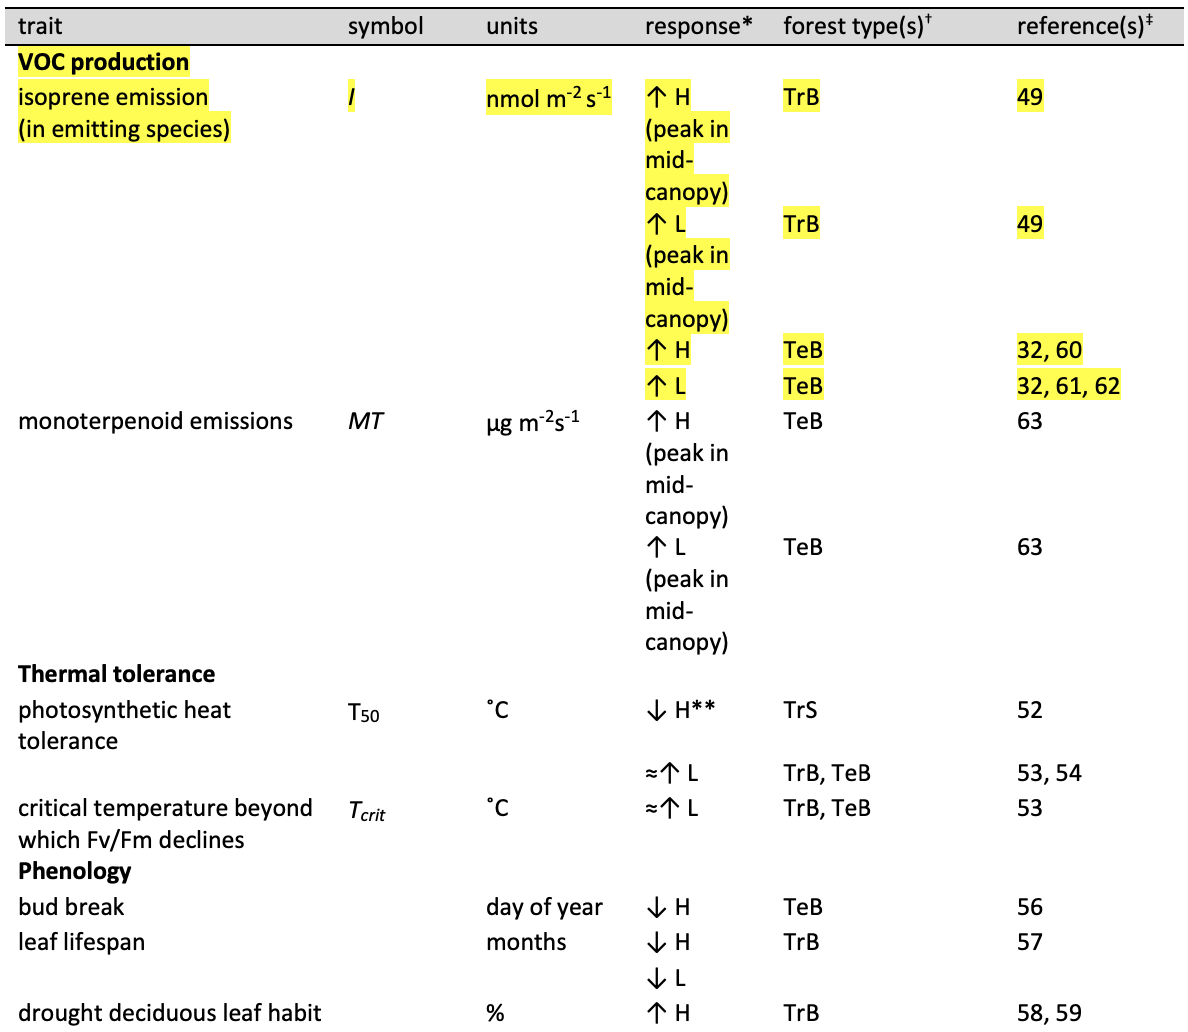 trait symbol units response* forest type(s)† reference(s)‡
VOC production
isoprene emission I nmol m⁻² s⁻¹ ↑ H TrB 49
(in emitting species) (peak in
mid-
canopy)
↑ L TrB 49
(peak in
mid-
canopy)
↑ H TeB 32, 60
↑ L TeB 32, 61, 62
monoterpenoid emissions MT µg m⁻²s⁻¹ ↑ H TeB 63
(peak in
mid-
canopy)
↑ L TeB 63
(peak in
mid-
canopy)
Thermal tolerance
photosynthetic heat T₅₀ ˚C ↓ H** TrS 52
tolerance
≈↑ L TrB, TeB 53, 54
critical temperature beyond Tcrit ˚C ≈↑ L TrB, TeB 53
which Fv/Fm declines
Phenology
bud break day of year ↓ H TeB 56
leaf lifespan months ↓ H TrB 57
↓ L
drought deciduous leaf habit % ↑ H TrB 58, 59